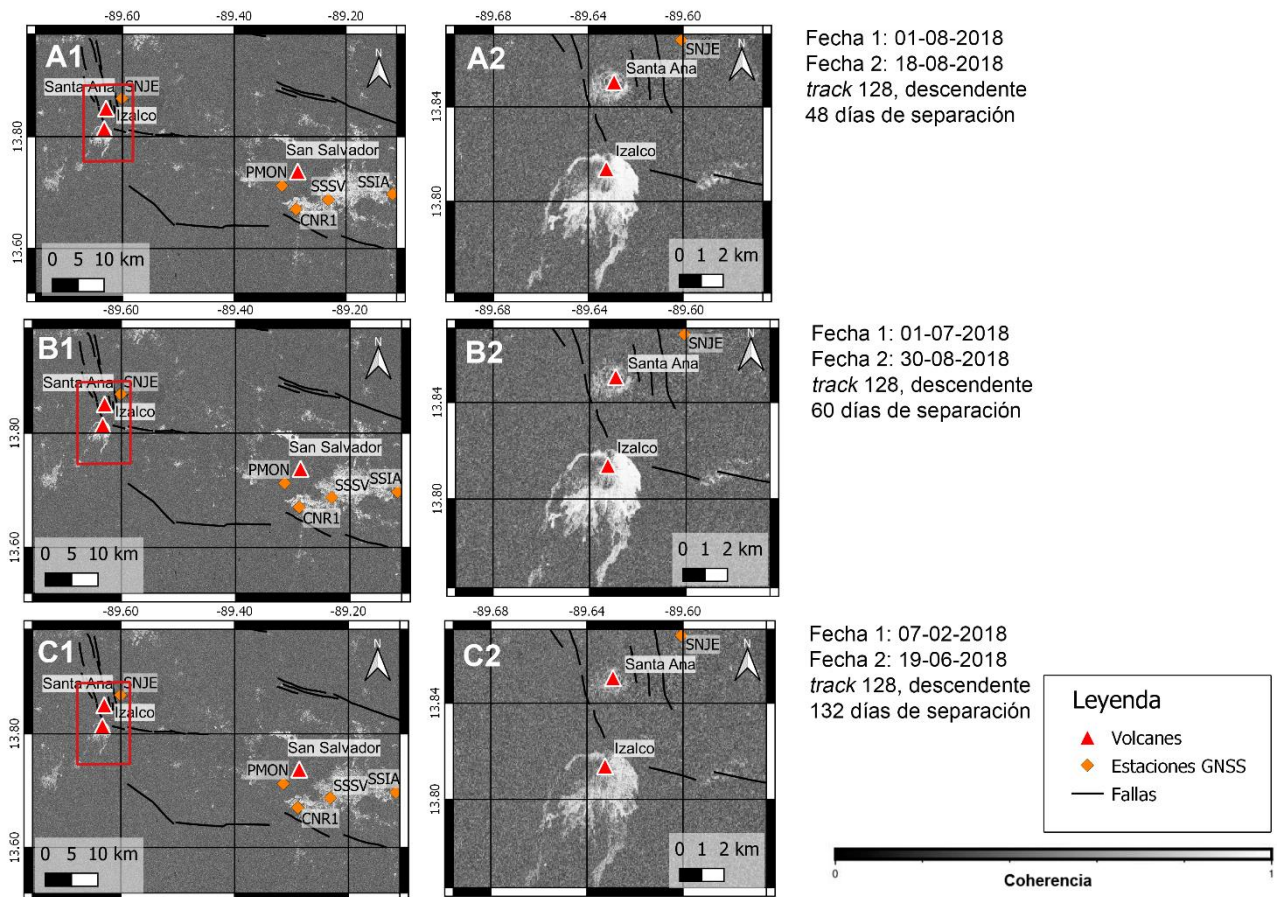 -89.60
-89.40
-89.20
A1
N
Santa Ana
SNJE
Izalco
13.80
San Salvador
PMON
SSSV
SSIA
CNR1
13.60
0 5 10 km
-89.68
-89.64
-89.60
A2
N
SNJE
Santa Ana
13.84
Izalco
13.80
0 1 2 km
Fecha 1: 01-08-2018
Fecha 2: 18-08-2018
track 128, descendente
48 días de separación
-89.60
-89.40
-89.20
B1
N
Santa Ana
SNJE
Izalco
13.80
San Salvador
PMON
SSSV
SSIA
CNR1
13.60
0 5 10 km
-89.68
-89.64
-89.60
B2
N
SNJE
Santa Ana
13.84
Izalco
13.80
0 1 2 km
Fecha 1: 01-07-2018
Fecha 2: 30-08-2018
track 128, descendente
60 días de separación
-89.60
-89.40
-89.20
C1
N
Santa Ana
SNJE
Izalco
13.80
San Salvador
PMON
SSSV
SSIA
CNR1
13.60
0 5 10 km
-89.68
-89.64
-89.60
C2
N
SNJE
Santa Ana
13.84
Izalco
13.80
0 1 2 km
Fecha 1: 07-02-2018
Fecha 2: 19-06-2018
track 128, descendente
132 días de separación
Leyenda
Volcanes
Estaciones GNSS
Fallas
0
1
Coherencia